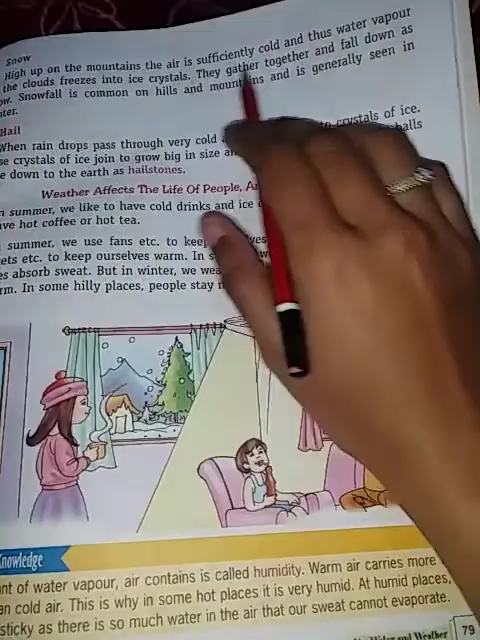 Snow
High up on the mountains the air is sufficiently cold and thus water vapour
the clouds freezes into ice crystals. They gather together and fall down as
ow. Snowfall is common on hills and mountains and is generally seen in
ter.
Hail
When rain drops pass through very cold crystals of ice.
se crystals of ice join to grow big in size an balls
e down to the earth as hailstones.
Weather Affects The Life Of People, A
n summer, we like to have cold drinks and ice
ve hot coffee or hot tea.
summer, we use fans etc. to keep
ets etc. to keep ourselves warm. In
es absorb sweat. But in winter, we wea
rm. In some hilly places, people stay
Knowledge
nt of water vapour, air contains is called humidity. Warm air carries more
an cold air. This is why in some hot places it is very humid. At humid places,
sticky as there is so much water in the air that our sweat cannot evaporate.
Water and Weather 79